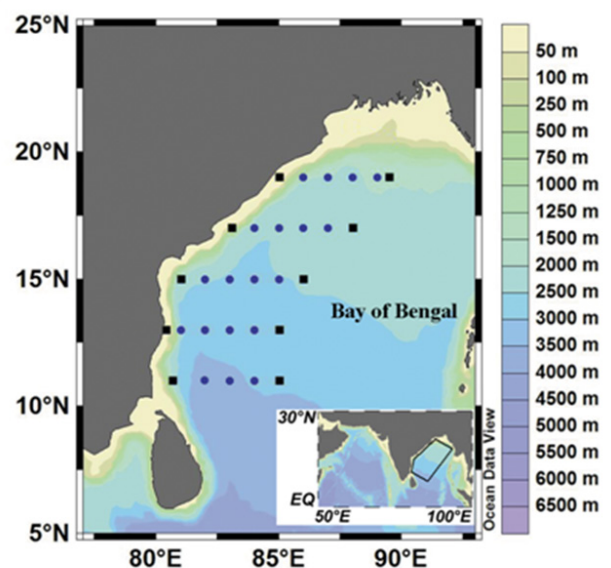 25°N
20°N
15°N
10°N
5°N
80°E
85°E
90°E
Bay of Bengal
30°N
EQ
50°E
100°E
Ocean Data View
50 m
100 m
250 m
500 m
750 m
1000 m
1250 m
1500 m
2000 m
2500 m
3000 m
3500 m
4000 m
4500 m
5000 m
5500 m
6000 m
6500 m